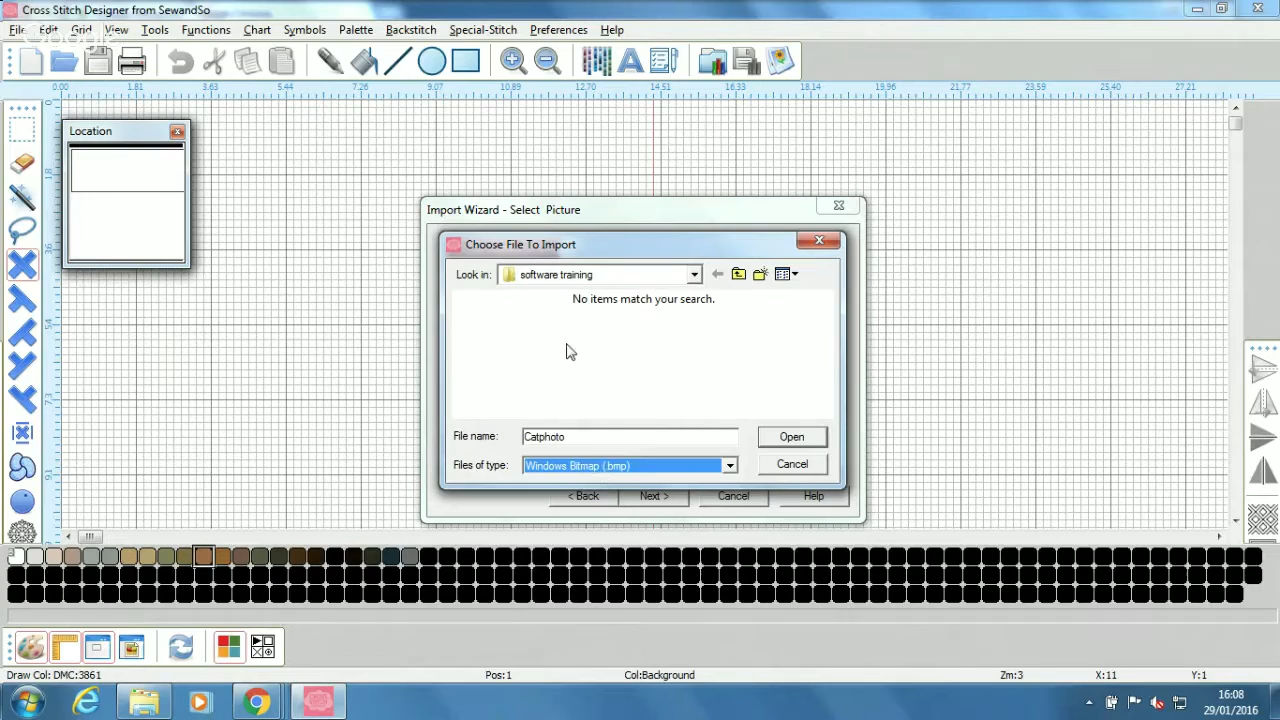 Cross Stitch Designer from SewandSo
File Edit Grid View Tools Functions Chart Symbols Palette Backstitch Special-Stitch Preferences Help
Google
0.00 1.81 3.63 5.44 7.26 9.07 10.89 12.70 14.51 16.33 18.14 19.96 21.77 23.59 25.40 27.21
Location
Import Wizard - Select Picture
Choose File To Import
Look in: software training
No items match your search.
File name: Catphoto Open
Files of type: Windows Bitmap (.bmp) Cancel
< Back Next > Cancel Help
Draw Col: DMC:3861 Pos:1 Col:Background Zm:3 X:11 Y:1
16:08
29/01/2016